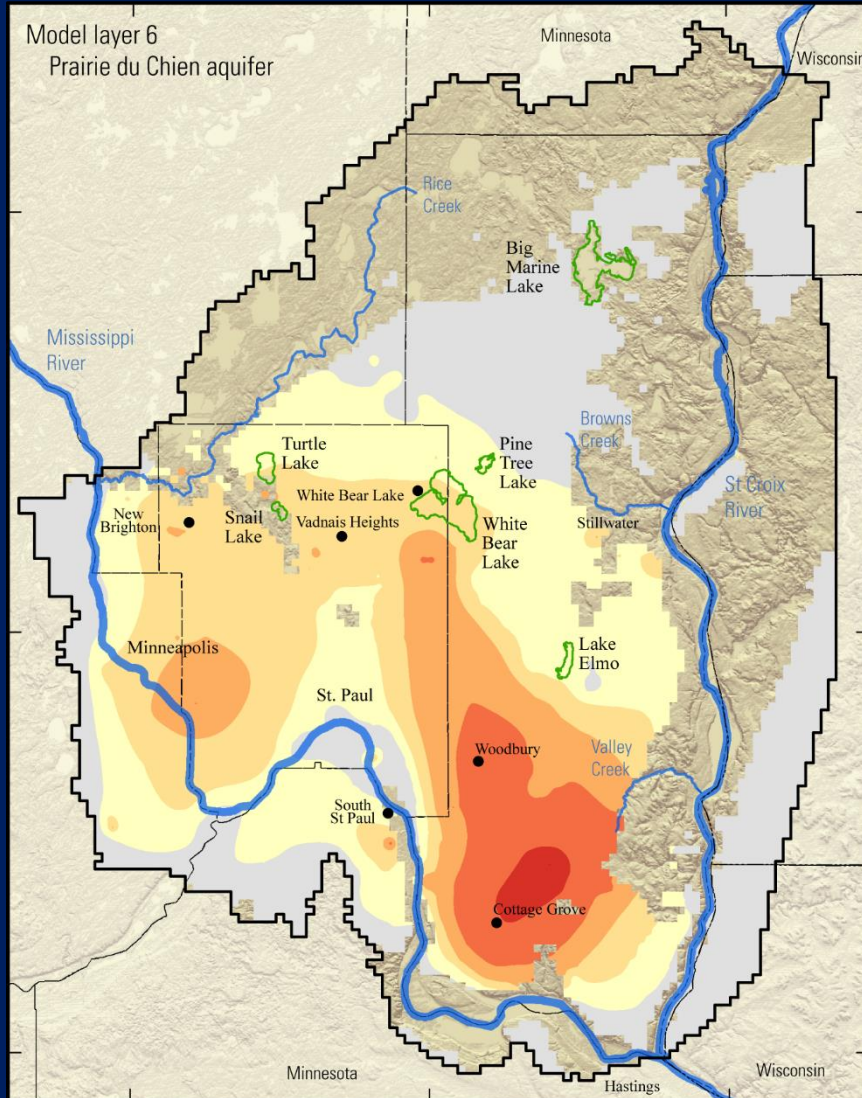 Model layer 6
Prairie du Chien aquifer
Minnesota
Wisconsin
Rice
Creek
Big
Marine
Lake
Mississippi
River
Browns
Creek
Turtle
Lake
Pine
Tree
Lake
White Bear Lake
St Croix
River
New
Brighton
Snail
Lake
Vadnais Heights
White
Bear
Lake
Stillwater
Minneapolis
Lake
Elmo
St. Paul
Woodbury
Valley
Creek
South
St Paul
Cottage Grove
Minnesota
Wisconsin
Hastings